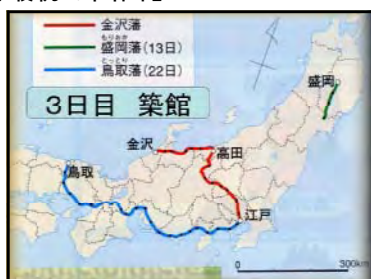 金沢藩
もりおか
盛岡藩(13日)
とっとり
鳥取藩(22日)
3日目 築館
盛岡
金沢
高田
鳥取
江戸
0 300km